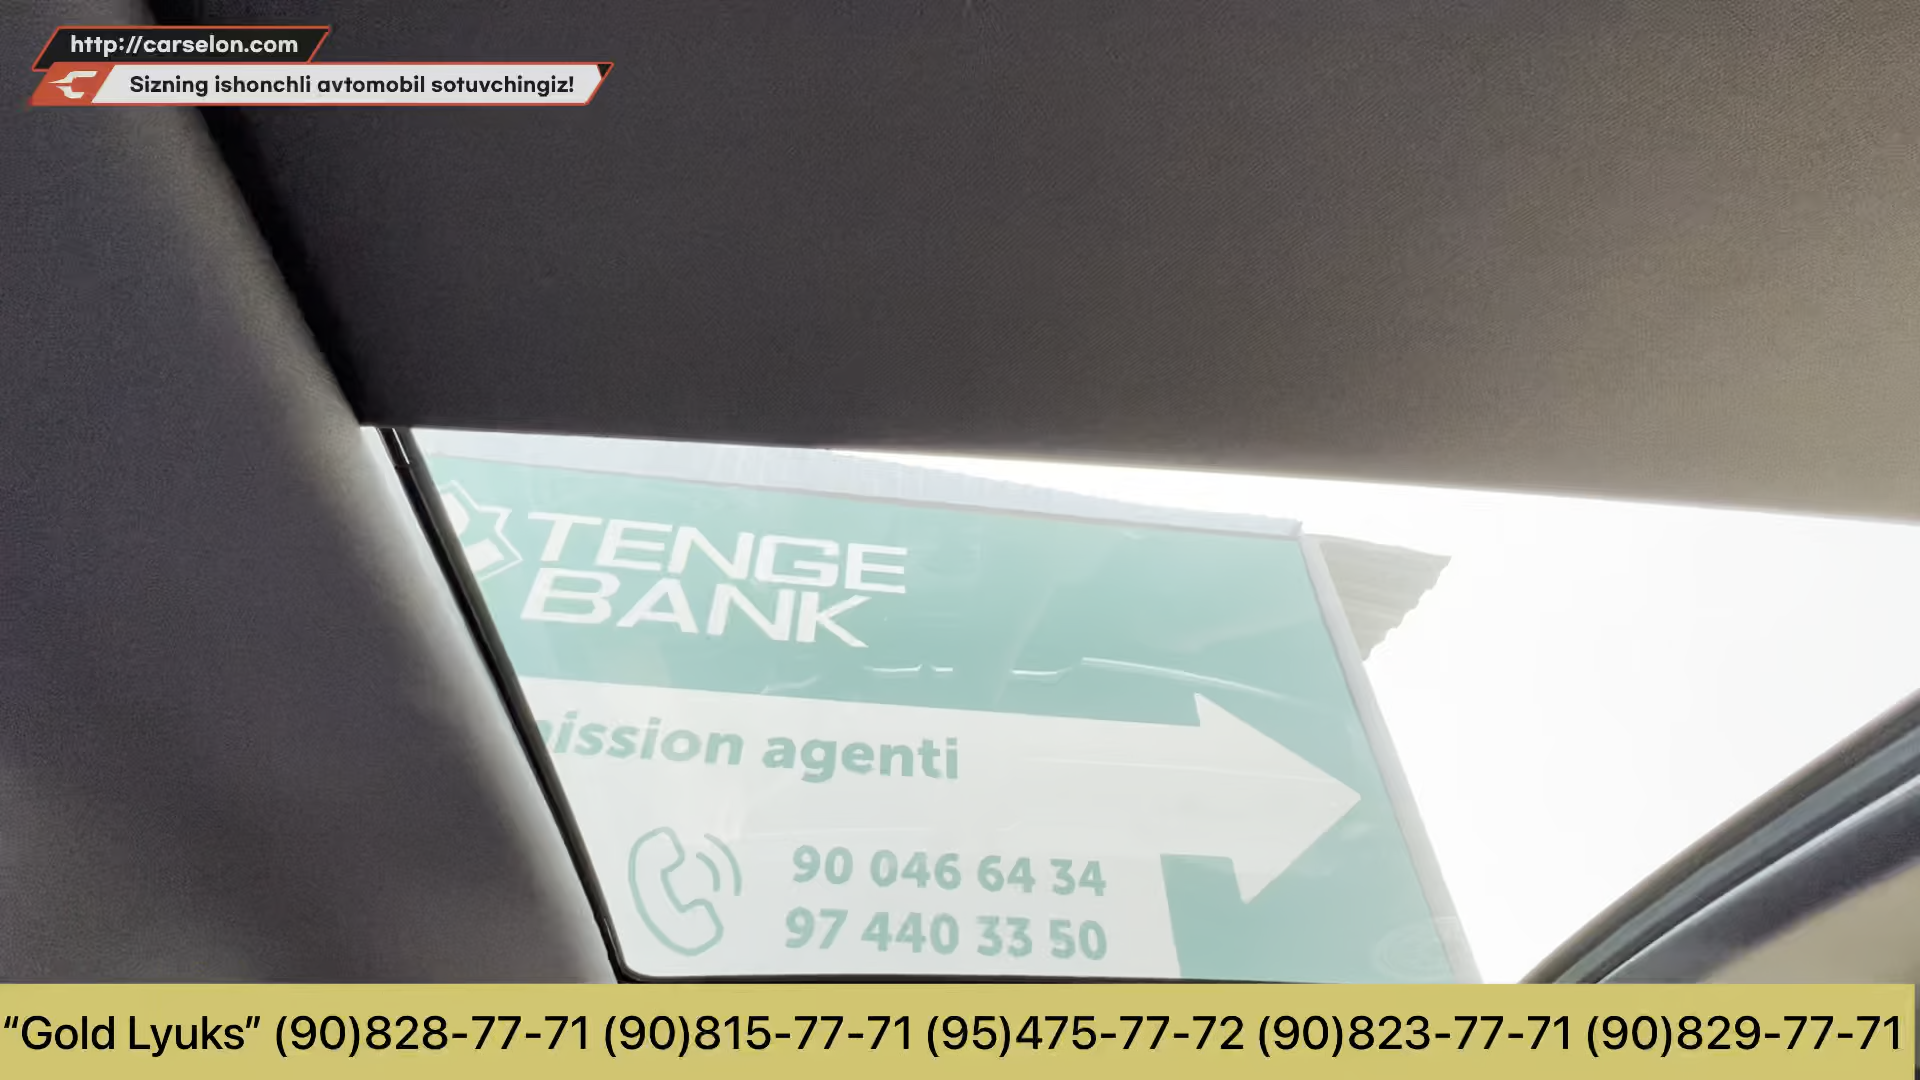 http://carselon.com
Sizning ishonchli avtomobil sotuvchingiz!
TENGE
BANK
agenti
90 046 64 34
97 440 33 50
“Gold Lyuks” (90)828-77-71 (90)815-77-71 (95)475-77-72 (90)823-77-71 (90)829-77-71